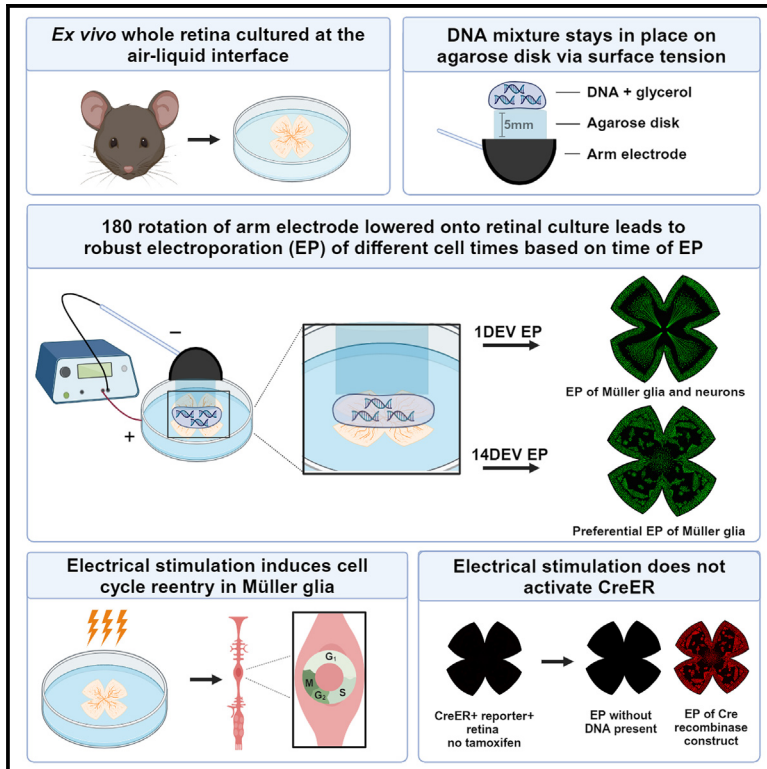 Ex vivo whole retina cultured at the
air-liquid interface
DNA mixture stays in place on
agarose disk via surface tension
DNA + glycerol
5mm
Agarose disk
Arm electrode
180 rotation of arm electrode lowered onto retinal culture leads to
robust electroporation (EP) of different cell times based on time of EP
−
+
1DEV EP
EP of Müller glia and neurons
14DEV EP
Preferential EP of Müller glia
Electrical stimulation induces cell
cycle reentry in Müller glia
G1
S
G2
M
Electrical stimulation does not
activate CreER
CreER+ reporter+
retina
no tamoxifen
EP without
DNA present
EP of Cre
recombinase
construct